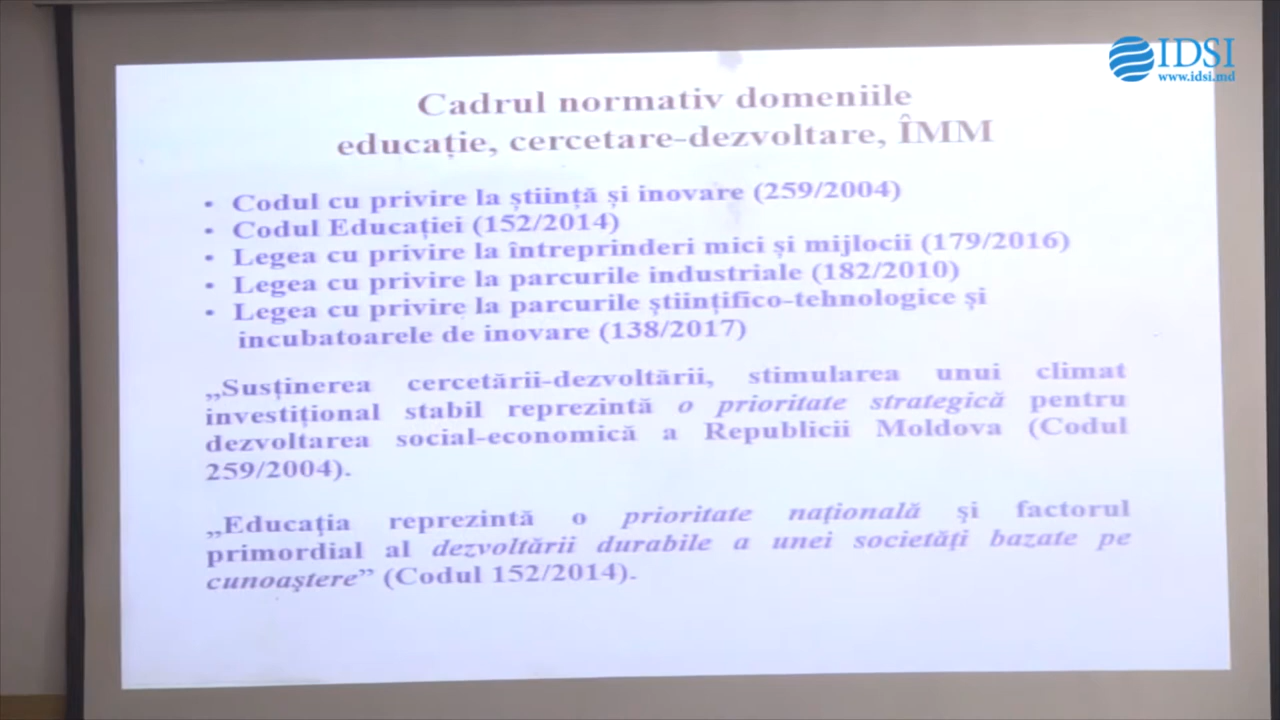 IDSI
www.idsi.md
Cadrul normativ domeniile
educație, cercetare-dezvoltare, ÎMM
• Codul cu privire la știință și inovare (259/2004)
• Codul Educației (152/2014)
• Legea cu privire la întreprinderi mici și mijlocii (179/2016)
• Legea cu privire la parcurile industriale (182/2010)
• Legea cu privire la parcurile științifico-tehnologice și
incubatoarele de inovare (138/2017)
„Susținerea cercetării-dezvoltării, stimularea unui climat
investițional stabil reprezintă o prioritate strategică pentru
dezvoltarea social-economică a Republicii Moldova (Codul
259/2004).
„Educația reprezintă o prioritate națională şi factorul
primordial al dezvoltării durabile a unei societăți bazate pe
cunoaştere” (Codul 152/2014).